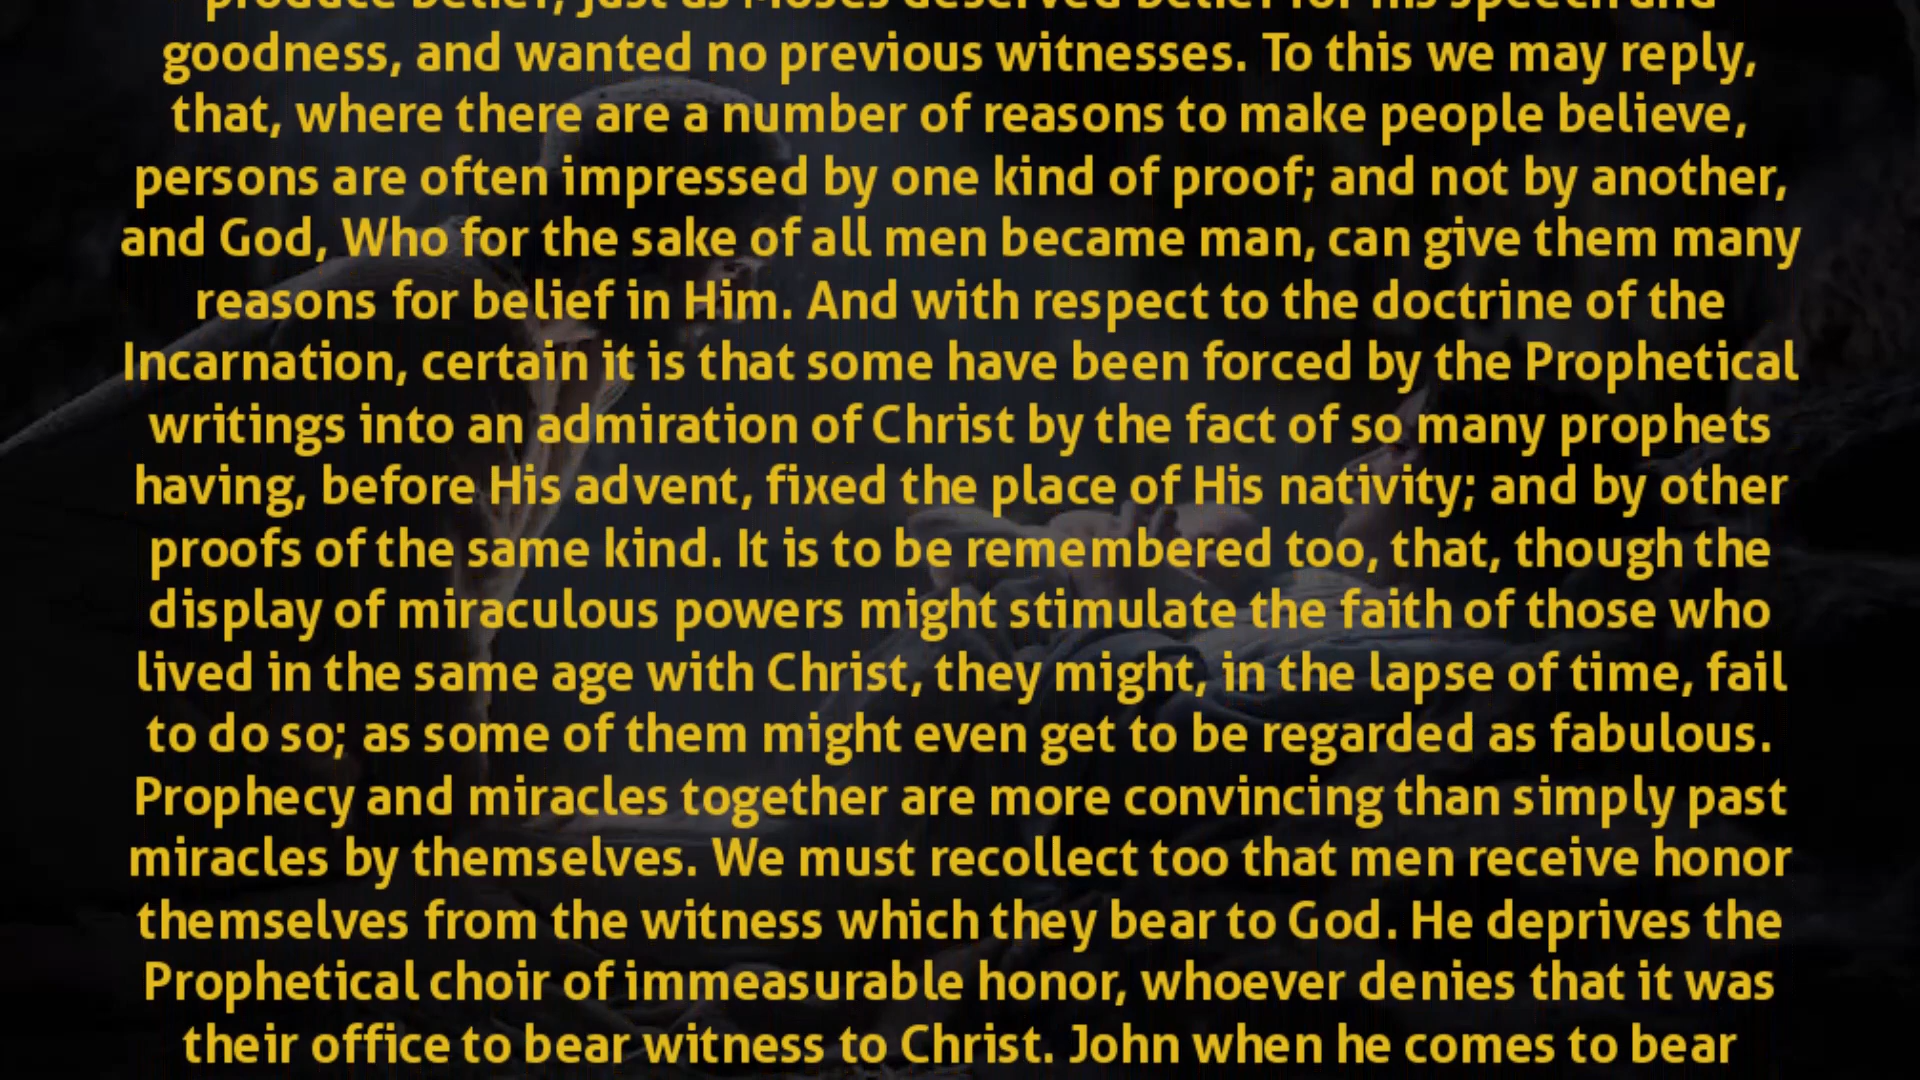 produce belief, just as Moses deserved belief for his speech and
goodness, and wanted no previous witnesses. To this we may reply,
that, where there are a number of reasons to make people believe,
persons are often impressed by one kind of proof; and not by another,
and God, Who for the sake of all men became man, can give them many
reasons for belief in Him. And with respect to the doctrine of the
Incarnation, certain it is that some have been forced by the Prophetical
writings into an admiration of Christ by the fact of so many prophets
having, before His advent, fixed the place of His nativity; and by other
proofs of the same kind. It is to be remembered too, that, though the
display of miraculous powers might stimulate the faith of those who
lived in the same age with Christ, they might, in the lapse of time, fail
to do so; as some of them might even get to be regarded as fabulous.
Prophecy and miracles together are more convincing than simply past
miracles by themselves. We must recollect too that men receive honor
themselves from the witness which they bear to God. He deprives the
Prophetical choir of immeasurable honor, whoever denies that it was
their office to bear witness to Christ. John when he comes to bear